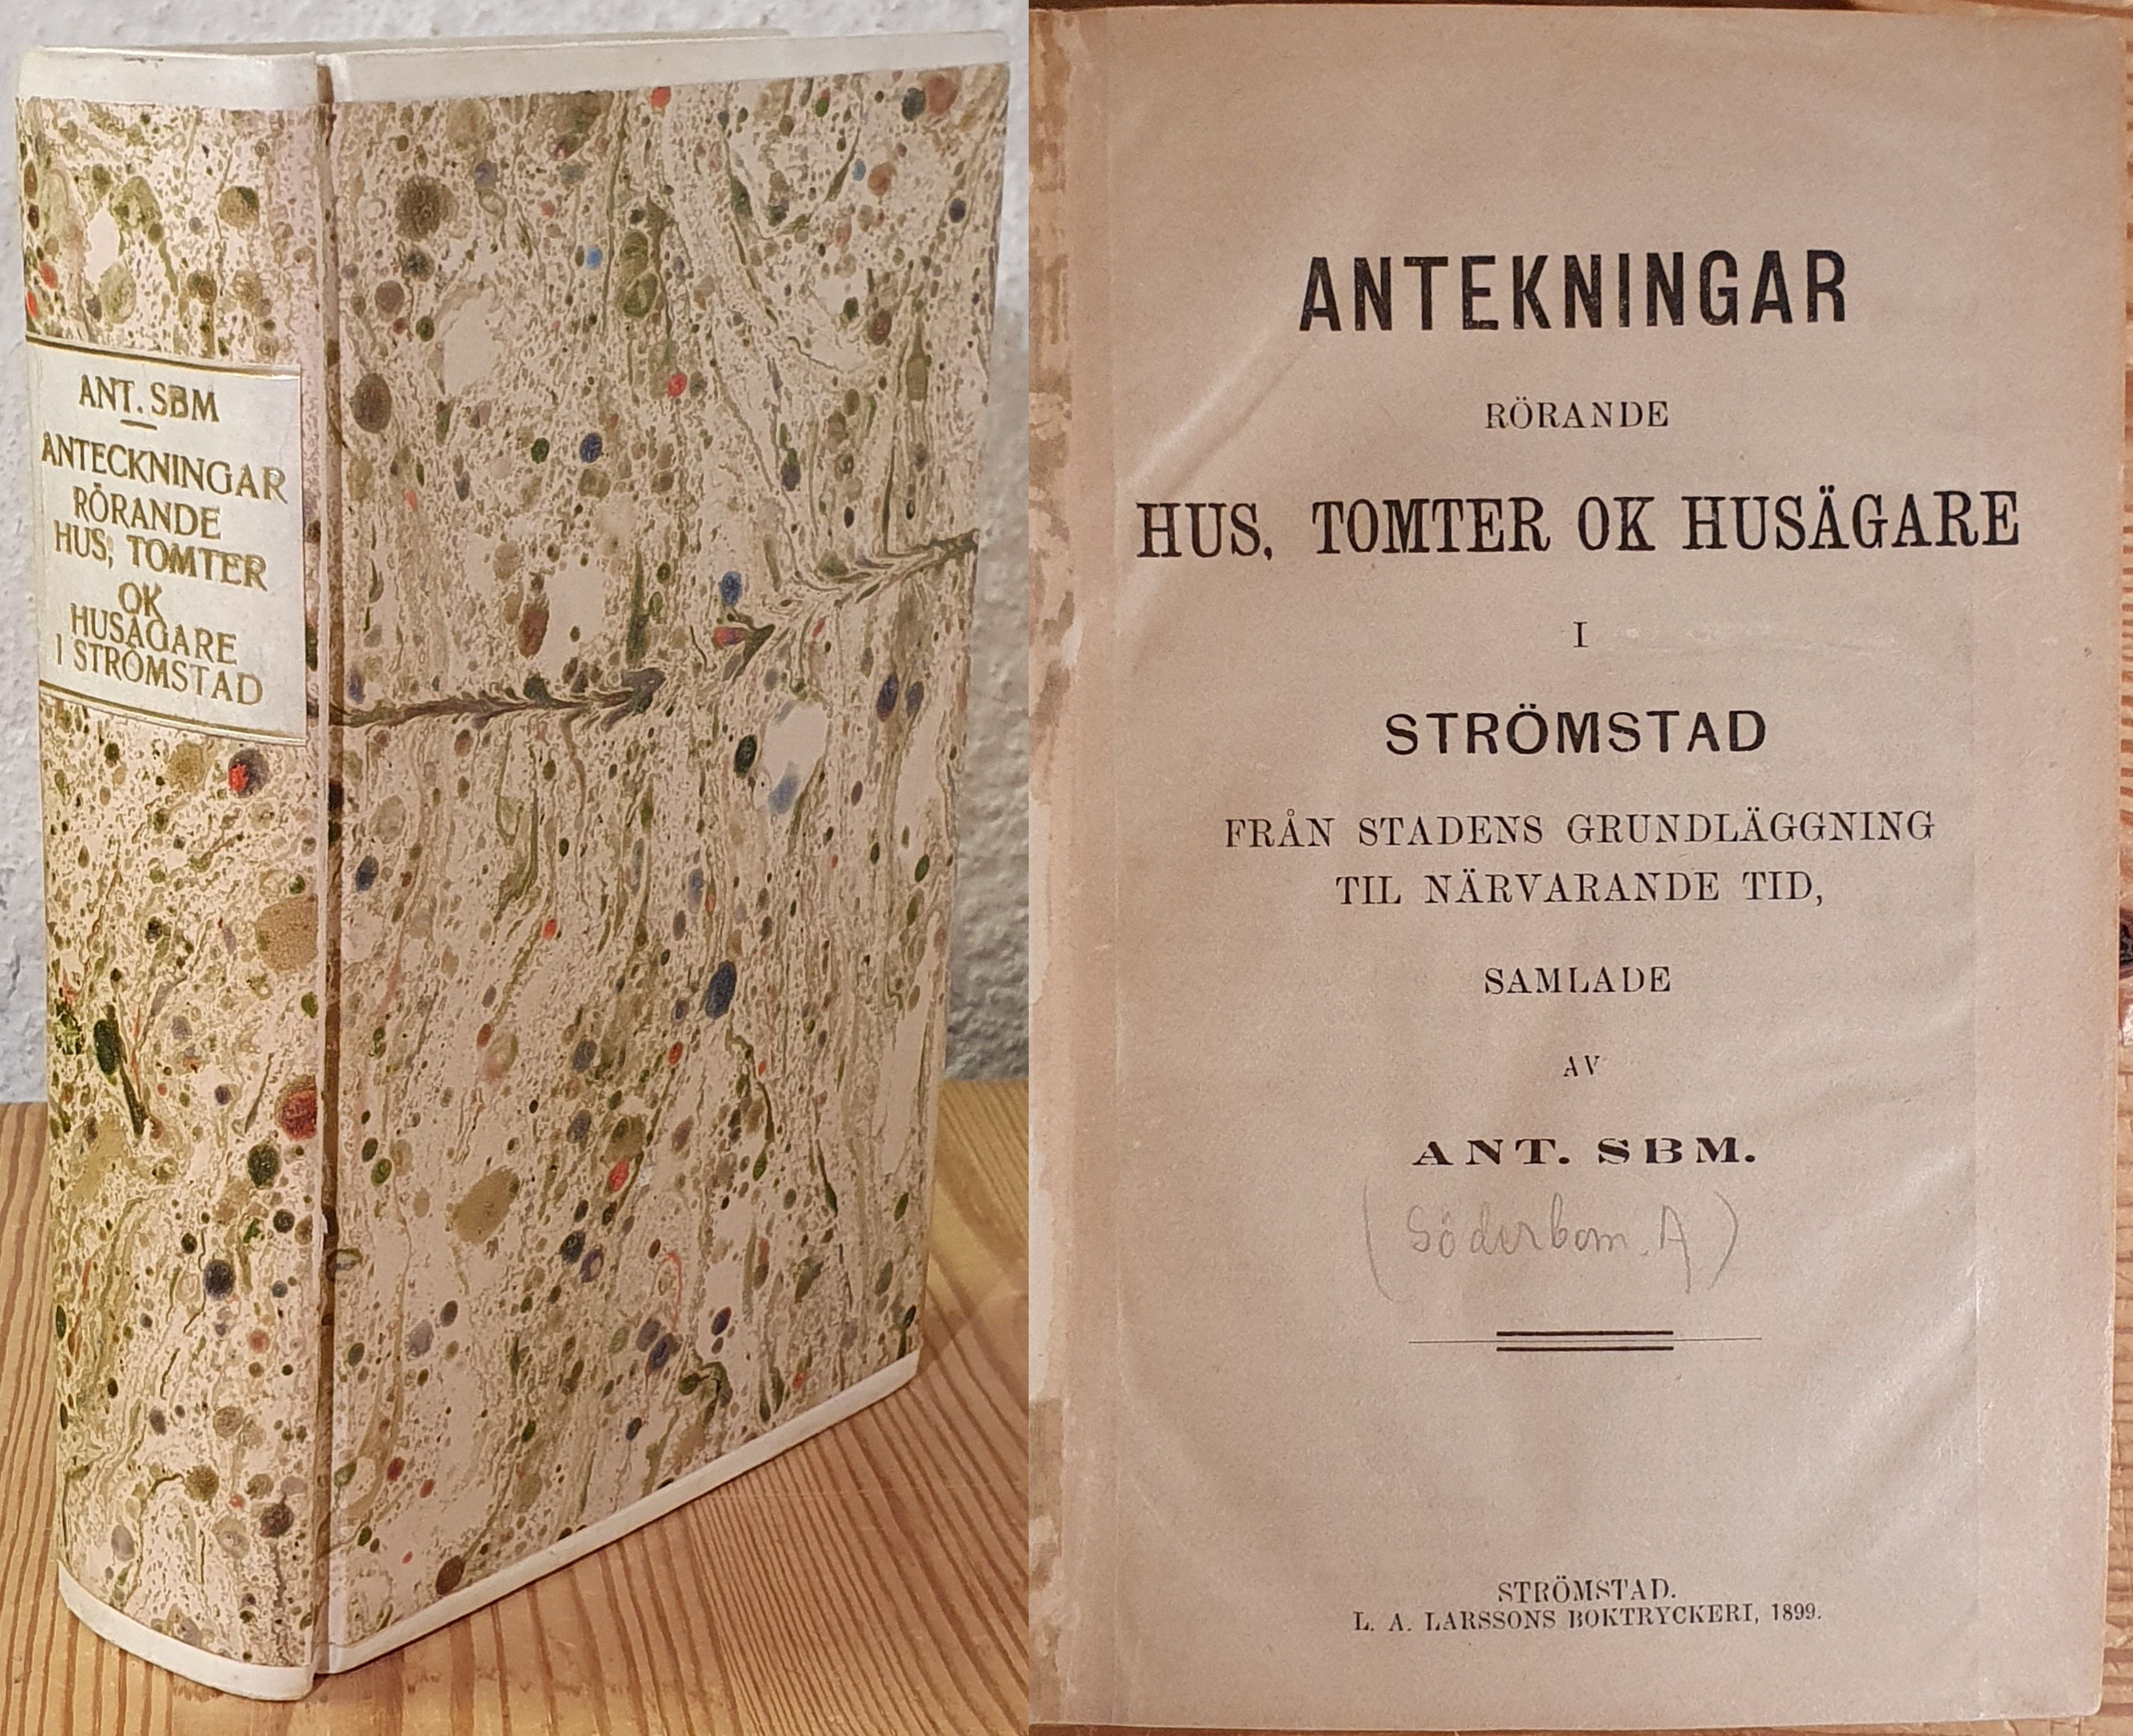 ANT. SBM
ANTECKNINGAR
RÖRANDE
HUS, TOMTER
OK
HUSÄGARE
I STRÖMSTAD
ANTEKNINGAR
RÖRANDE
HUS, TOMTER OK HUSÄGARE
I
STRÖMSTAD
FRÅN STADENS GRUNDLÄGGNING
TIL NÄRVARANDE TID,
SAMLADE
AV
ANT. SBM.
(Söderbom. A)
STRÖMSTAD.
L. A. LARSSONS BOKTRYCKERI, 1899.